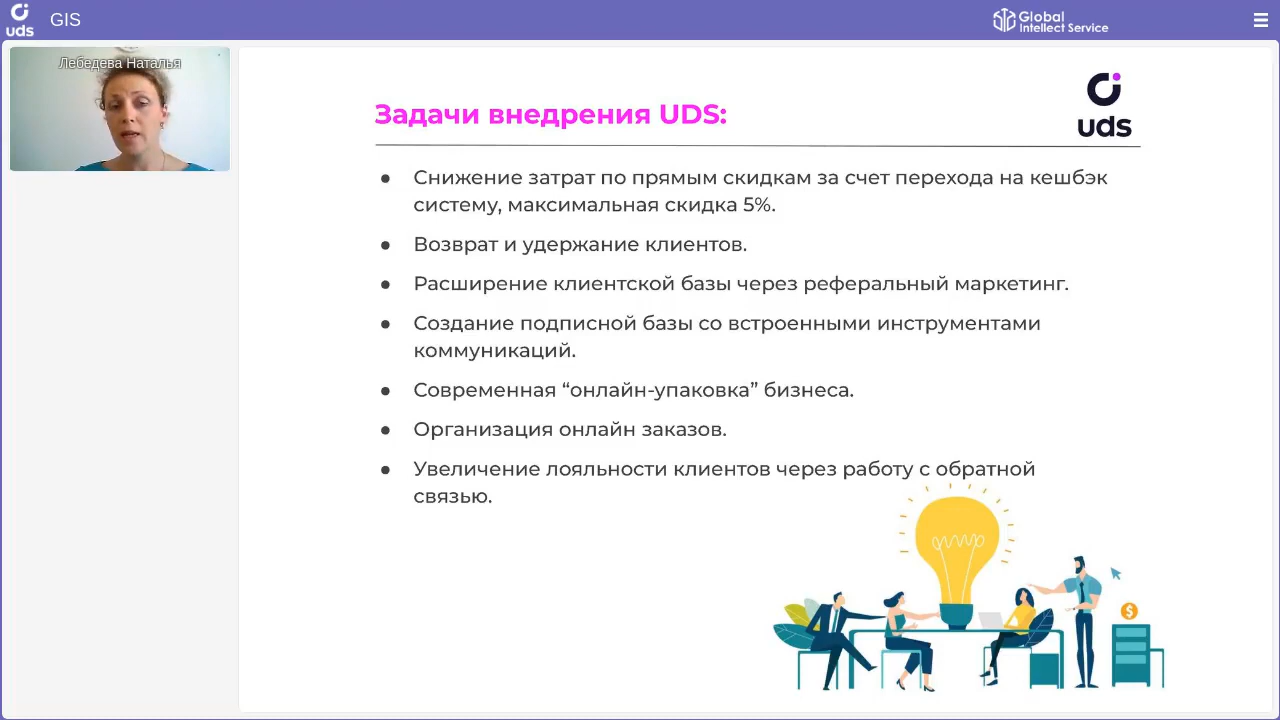 uds
GIS
Global
Intellect Service
Лебедева Наталья
uds
Задачи внедрения UDS:
● Снижение затрат по прямым скидкам за счет перехода на кешбэк
систему, максимальная скидка 5%.
● Возврат и удержание клиентов.
● Расширение клиентской базы через реферальный маркетинг.
● Создание подписной базы со встроенными инструментами
коммуникаций.
● Современная “онлайн-упаковка” бизнеса.
● Организация онлайн заказов.
● Увеличение лояльности клиентов через работу с обратной
связью.
$